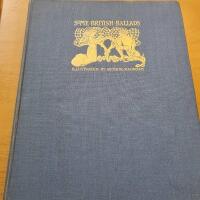 SOME BRITISH BALLADS
ILLUSTRATED BY ARTHUR RACKHAM